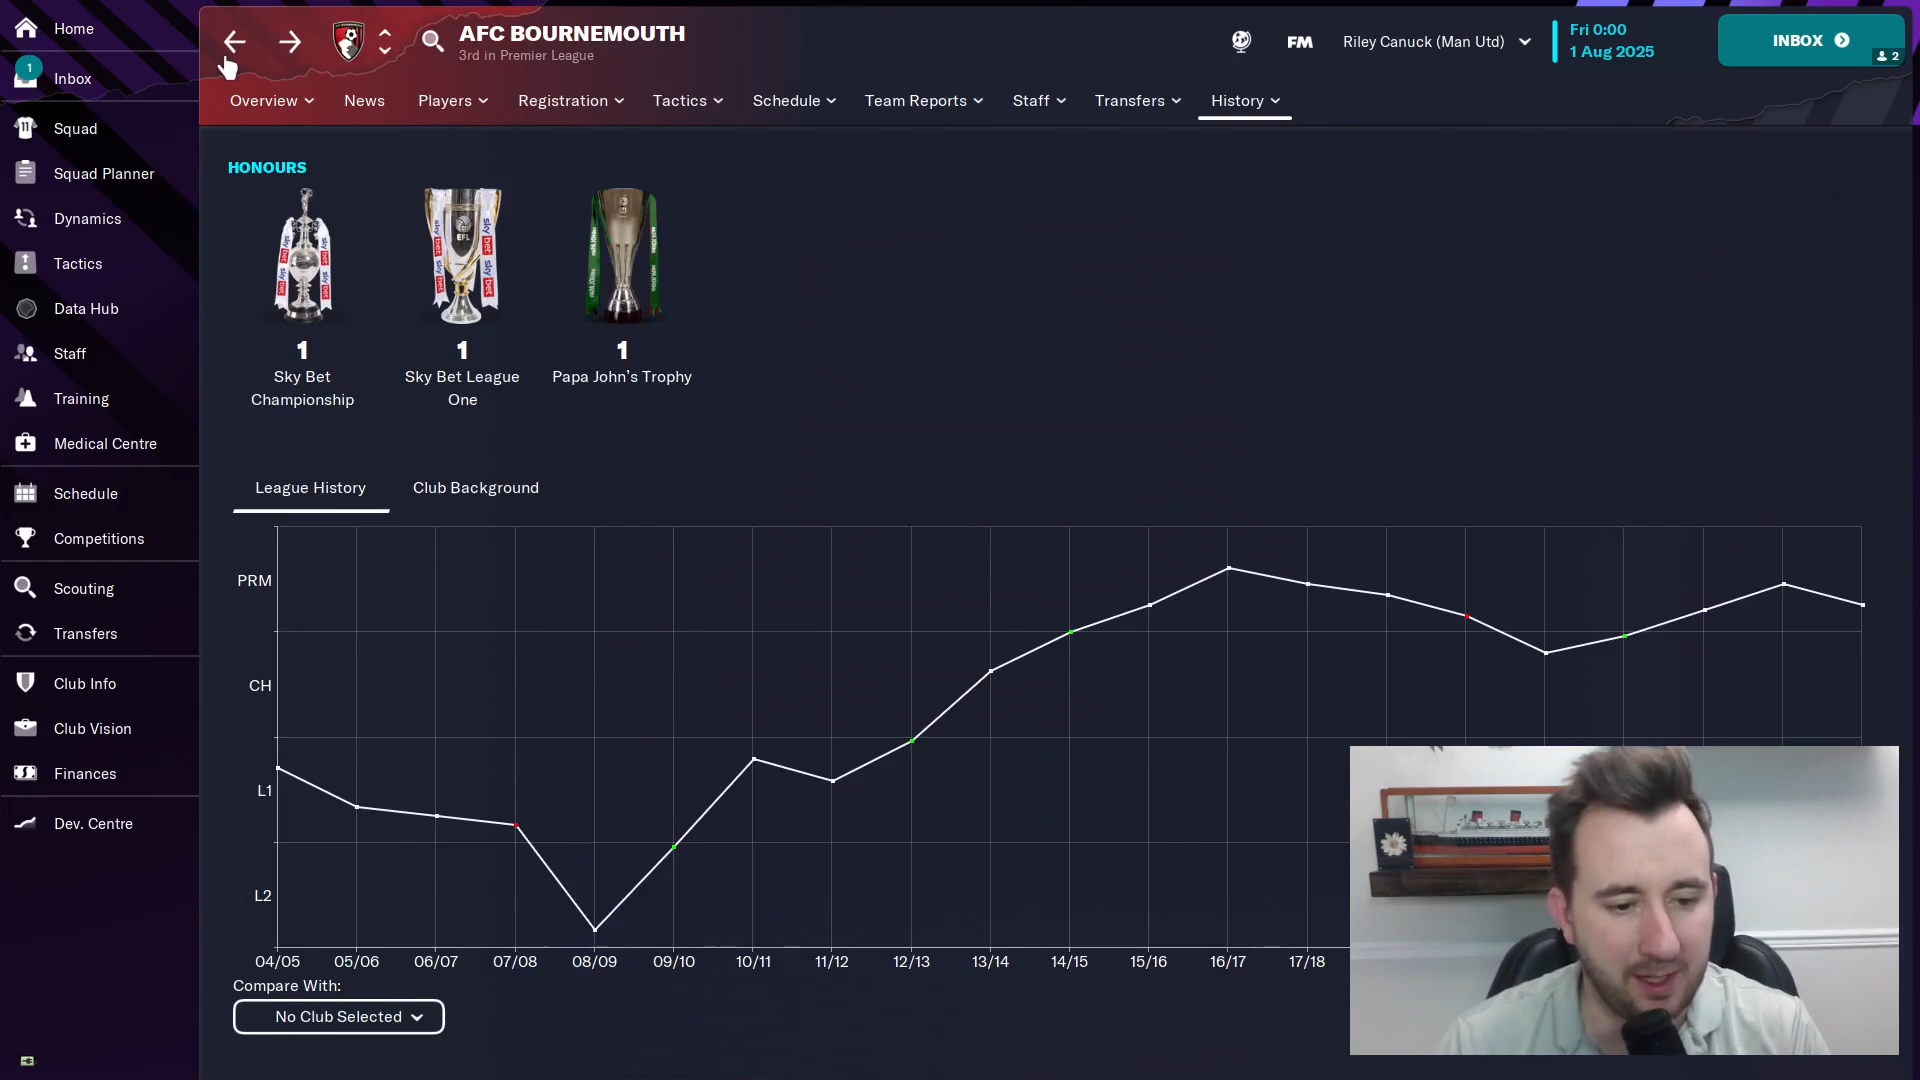 Home
1
Inbox
Squad
Squad Planner
Dynamics
Tactics
Data Hub
Staff
Training
Medical Centre
Schedule
Competitions
Scouting
Transfers
Club Info
Club Vision
Finances
Dev. Centre
AFC BOURNEMOUTH
3rd in Premier League
FM
Riley Canuck (Man Utd)
Fri 0:00
1 Aug 2025
INBOX
2
Overview
News
Players
Registration
Tactics
Schedule
Team Reports
Staff
Transfers
History
HONOURS
sky bet
EFL
1
Sky Bet
Championship
1
Sky Bet League
One
1
Papa John's Trophy
League History
Club Background
PRM
CH
L1
L2
04/05
05/06
06/07
07/08
08/09
09/10
10/11
11/12
12/13
13/14
14/15
15/16
16/17
17/18
Compare With:
No Club Selected